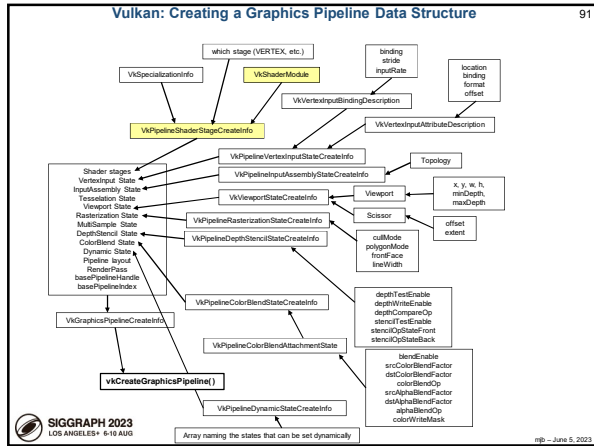 Vulkan: Creating a Graphics Pipeline Data Structure
91
which stage (VERTEX, etc.)
VkSpecializationInfo
VkShaderModule
VkPipelineShaderStageCreateInfo
binding
stride
inputRate
location
binding
format
offset
VkVertexInputBindingDescription
VkVertexInputAttributeDescription
VkPipelineVertexInputStateCreateInfo
VkPipelineInputAssemblyStateCreateInfo
Topology
Shader stages
VertexInput State
InputAssembly State
Tesselation State
Viewport State
Rasterization State
MultiSample State
DepthStencil State
ColorBlend State
Dynamic State
Pipeline layout
RenderPass
basePipelineHandle
basePipelineIndex
VkViewportStateCreateInfo
Viewport
x, y, w, h,
minDepth,
maxDepth
Scissor
offset
extent
VkPipelineRasterizationStateCreateInfo
cullMode
polygonMode
frontFace
lineWidth
VkPipelineDepthStencilStateCreateInfo
depthTestEnable
depthWriteEnable
depthCompareOp
stencilTestEnable
stencilOpStateFront
stencilOpStateBack
VkPipelineColorBlendStateCreateInfo
VkGraphicsPipelineCreateInfo
VkPipelineColorBlendAttachmentState
blendEnable
srcColorBlendFactor
dstColorBlendFactor
colorBlendOp
srcAlphaBlendFactor
dstAlphaBlendFactor
alphaBlendOp
colorWriteMask
vkCreateGraphicsPipeline( )
VkPipelineDynamicStateCreateInfo
Array naming the states that can be set dynamically
SIGGRAPH 2023
LOS ANGELES+ 6-10 AUG
mjb – June 5, 2023